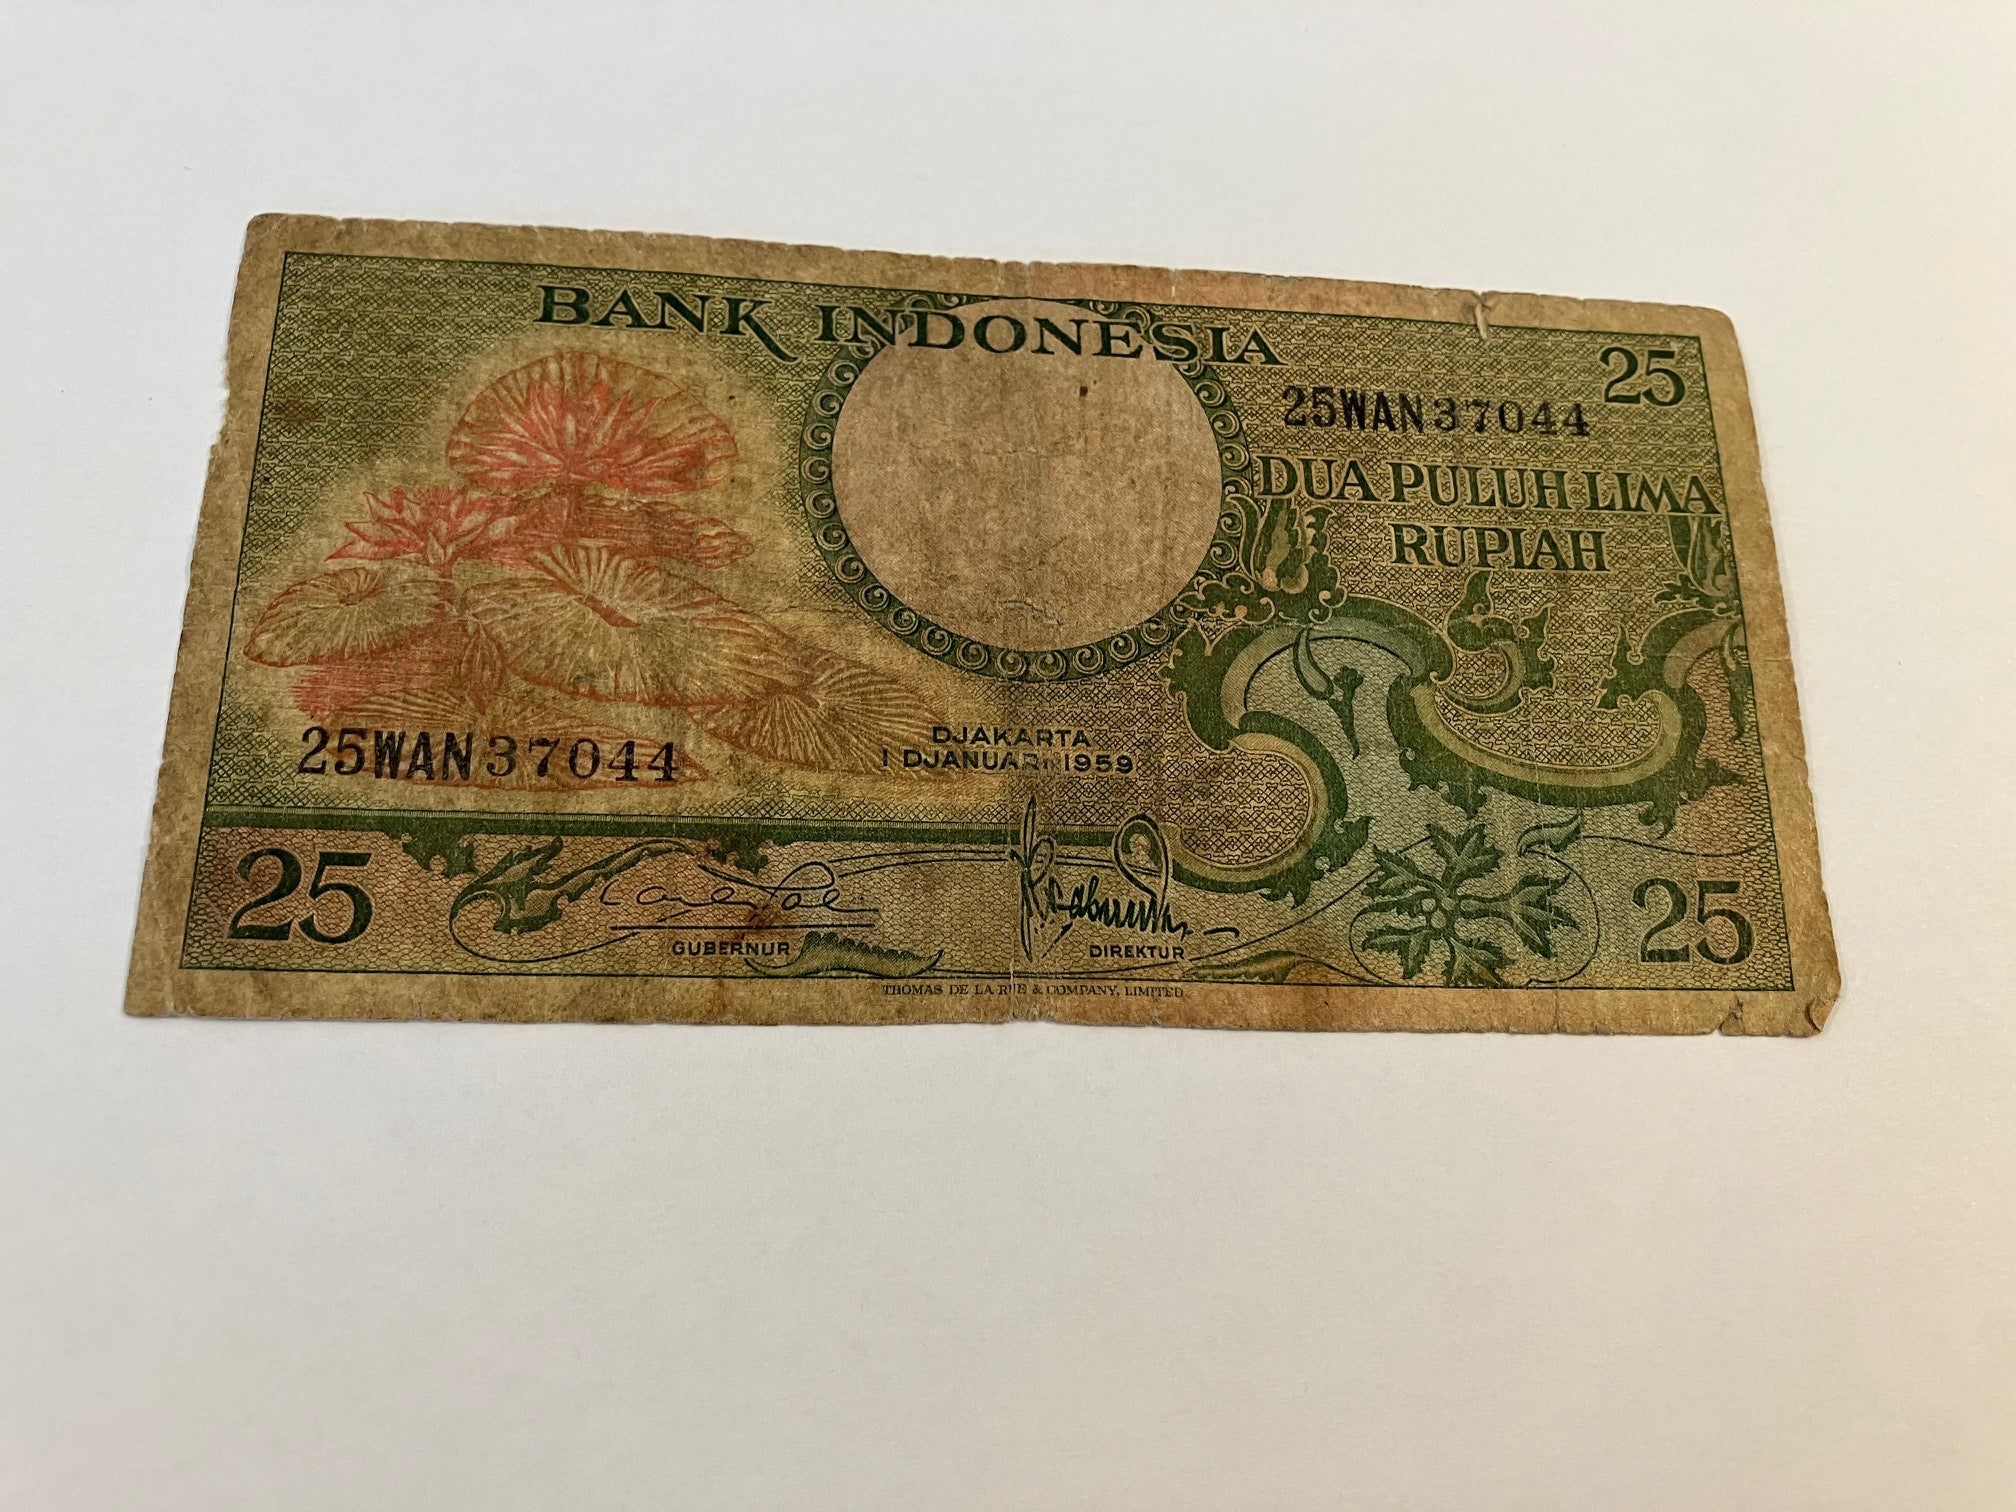 BANK INDONESIA
25
25WAN37044
DUA PULUH LIMA
RUPIAH
25WAN37044
DJAKARTA
1 DJANUARI 1959
25
GUBERNUR
DIREKTUR
25
THOMAS DE LA RUE & COMPANY, LIMITED.